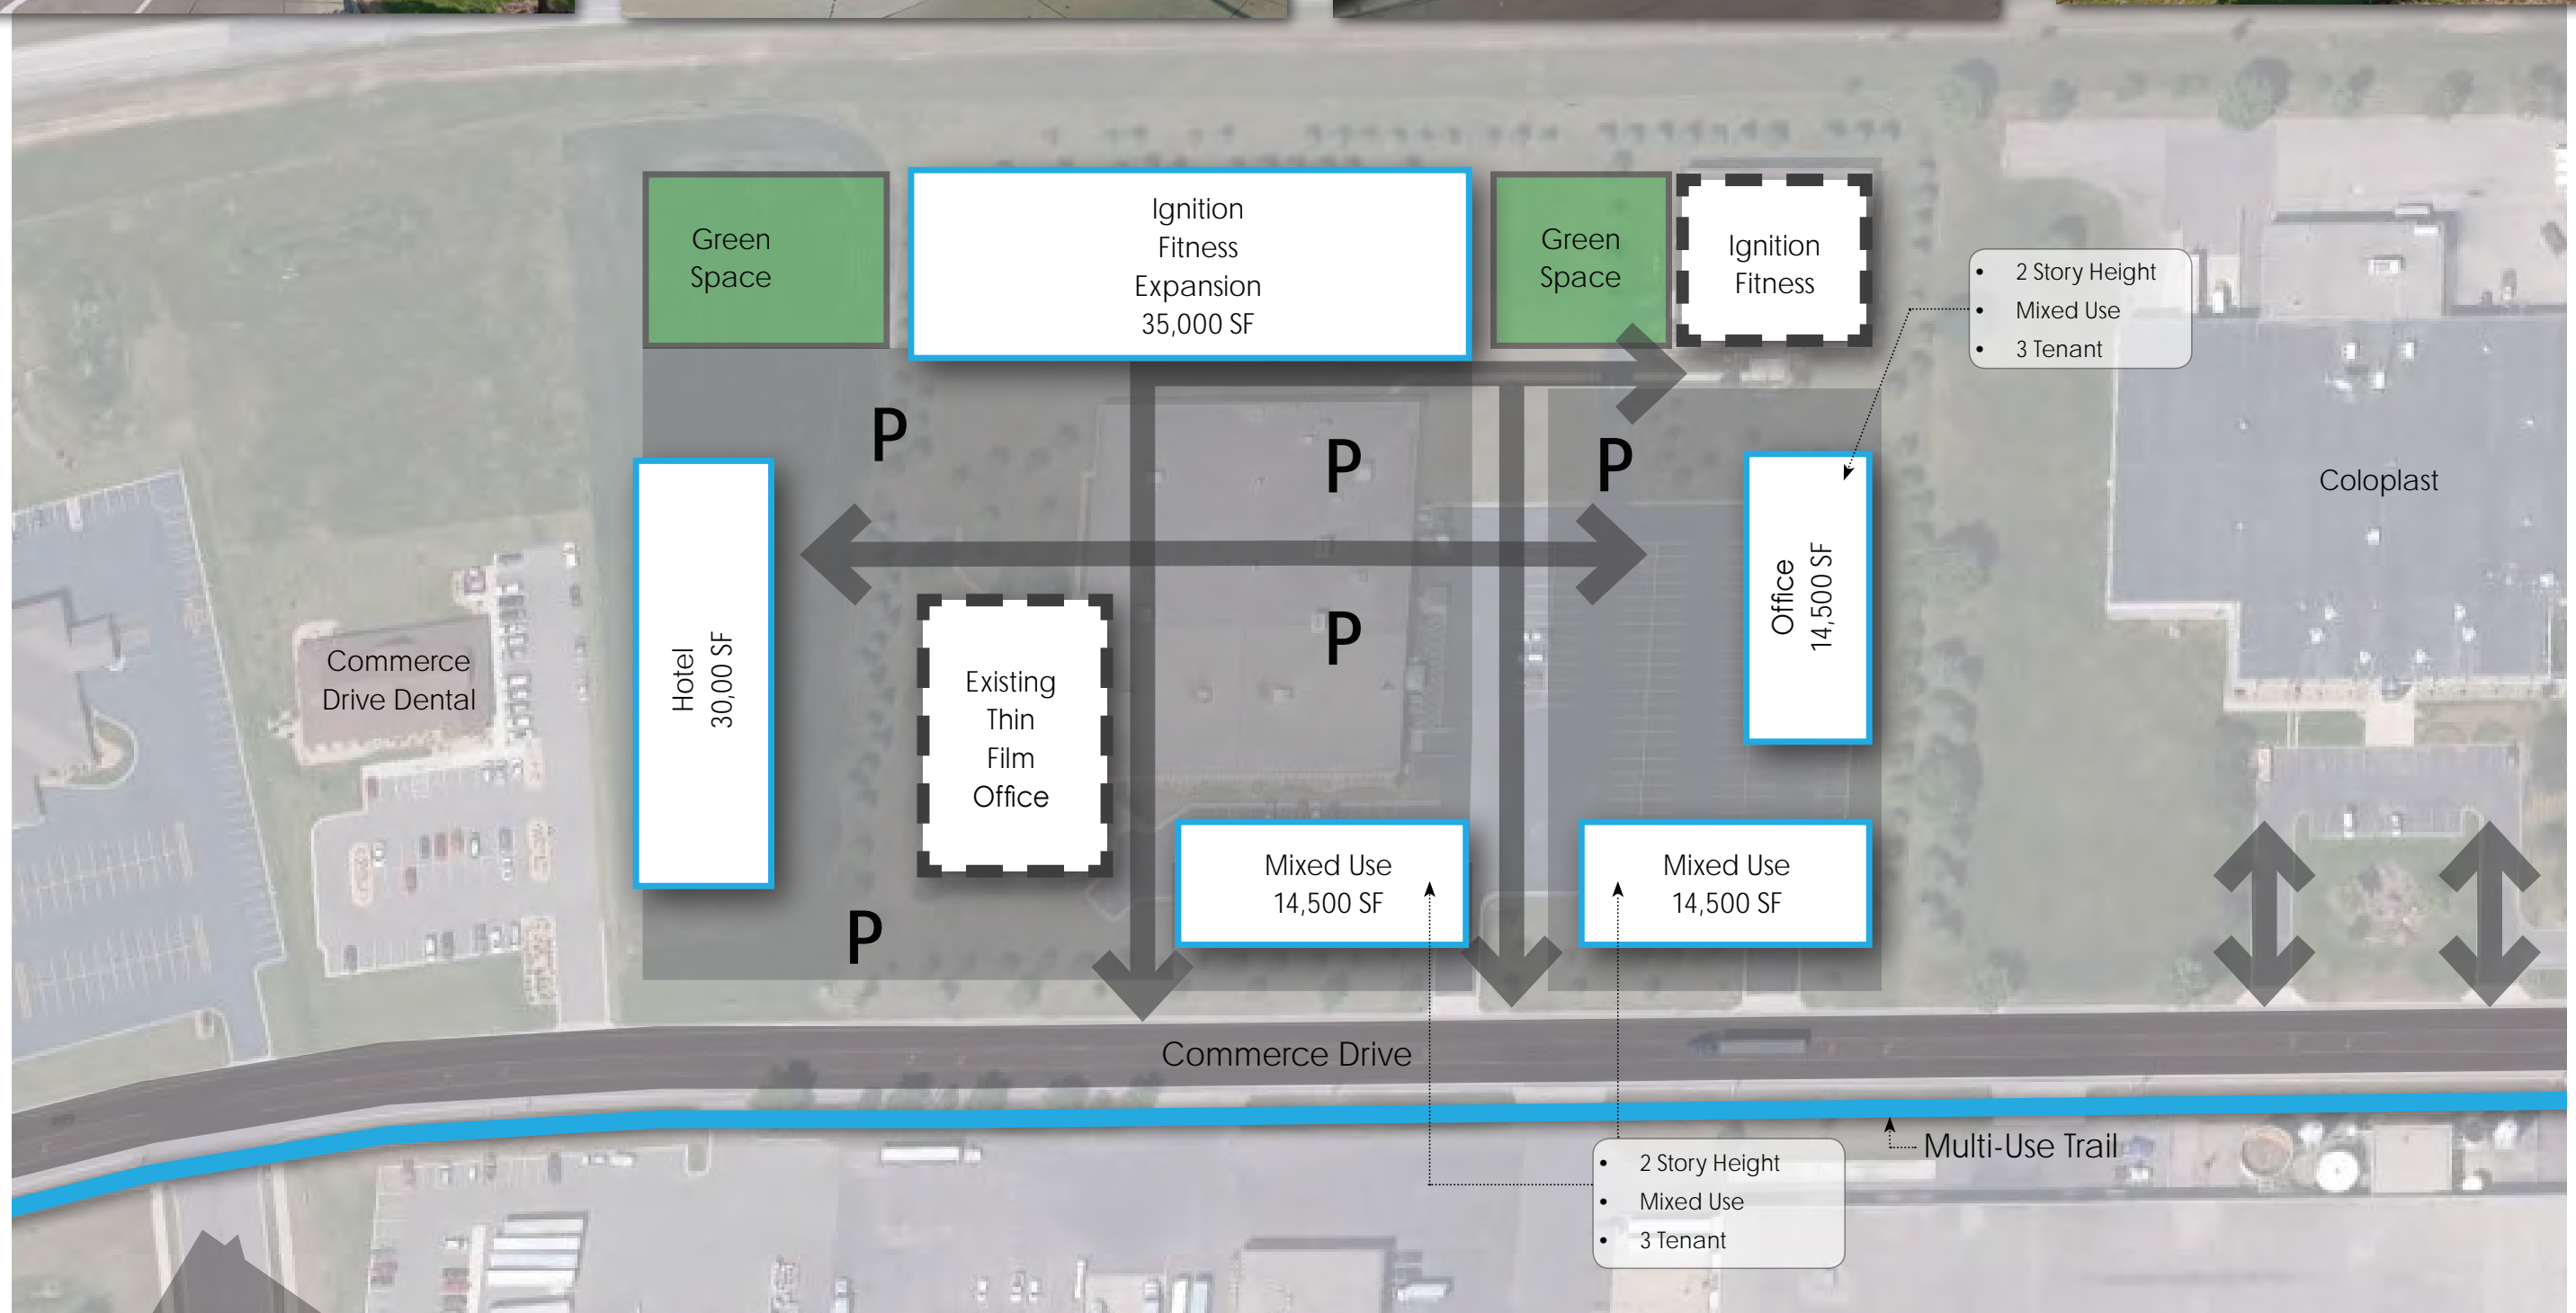 Green
Space
Ignition
Fitness
Expansion
35,000 SF
Green
Space
Ignition
Fitness
• 2 Story Height
• Mixed Use
• 3 Tenant
P
P
P
Coloplast
Hotel
30,00 SF
Office
14,500 SF
Commerce
Drive Dental
Existing
Thin
Film
Office
P
Mixed Use
14,500 SF
Mixed Use
14,500 SF
P
Commerce Drive
Multi-Use Trail
• 2 Story Height
• Mixed Use
• 3 Tenant